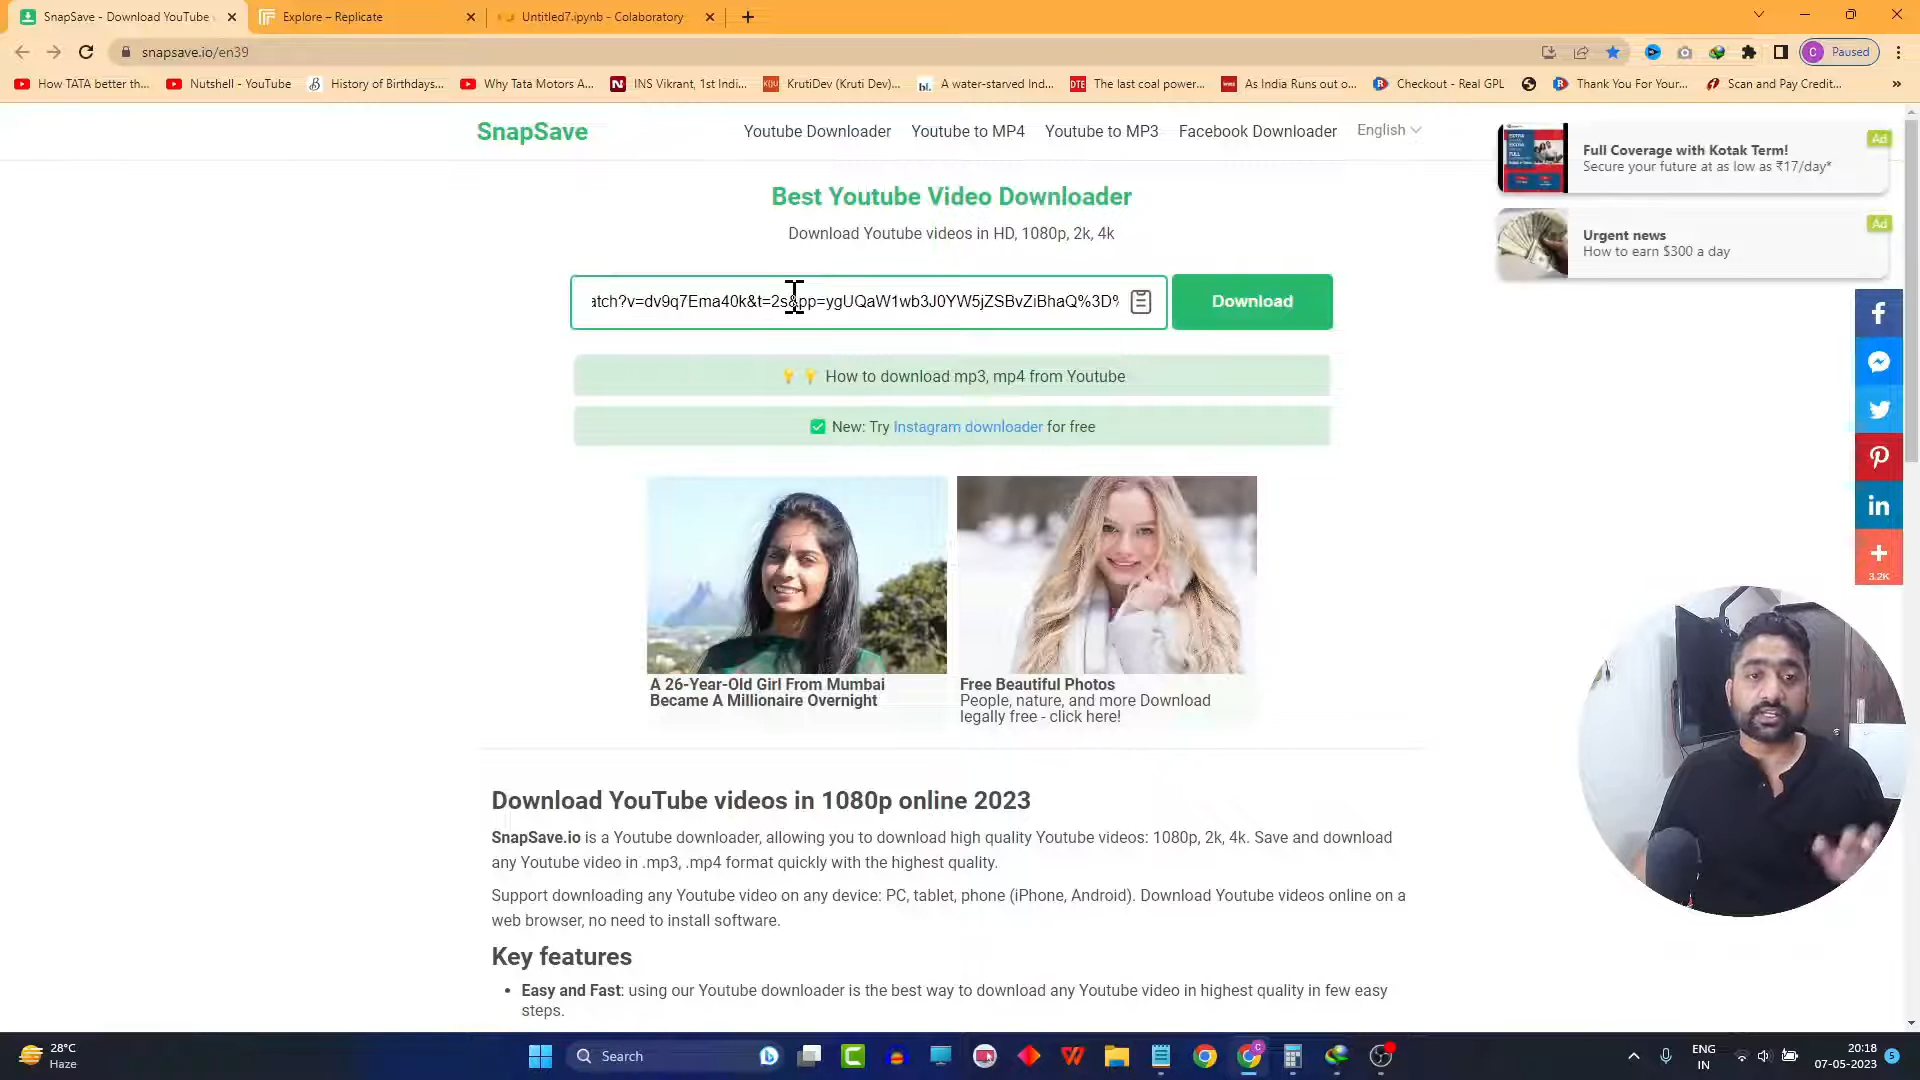 SnapSave - Download YouTube
Explore – Replicate
Untitled7.ipynb - Colaboratory
snapsave.io/en39
C
Paused
How TATA better th...
Nutshell - YouTube
History of Birthdays...
Why Tata Motors A...
INS Vikrant, 1st Indi...
KrutiDev (Kruti Dev)...
A water-starved Ind...
The last coal power...
As India Runs out o...
Checkout - Real GPL
Thank You For Your...
Scan and Pay Credit...
SnapSave
Youtube Downloader
Youtube to MP4
Youtube to MP3
Facebook Downloader
English
Best Youtube Video Downloader
Download Youtube videos in HD, 1080p, 2k, 4k
atch?v=dv9q7Ema40k&t=2s&pp=ygUQaW1wb3J0YW5jZSBvZiBhaQ%3D%
Download
How to download mp3, mp4 from Youtube
New: Try Instagram downloader for free
Full Coverage with Kotak Term!
Secure your future at as low as ₹17/day*
Ad
Urgent news
How to earn $300 a day
Ad
3.2K
A 26-Year-Old Girl From Mumbai
Became A Millionaire Overnight
Free Beautiful Photos
People, nature, and more Download
legally free - click here!
Download YouTube videos in 1080p online 2023
SnapSave.io is a Youtube downloader, allowing you to download high quality Youtube videos: 1080p, 2k, 4k. Save and download
any Youtube video in .mp3, .mp4 format quickly with the highest quality.
Support downloading any Youtube video on any device: PC, tablet, phone (iPhone, Android). Download Youtube videos online on a
web browser, no need to install software.
Key features
• Easy and Fast: using our Youtube downloader is the best way to download any Youtube video in highest quality in few easy
steps.
28°C
Haze
Search
ENG
IN
20:18
07-05-2023
5